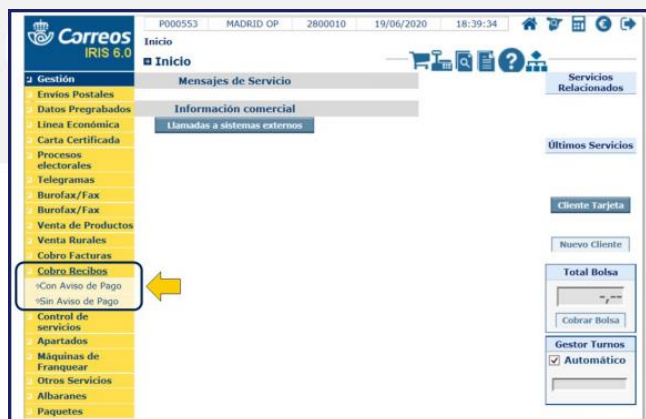 Correos
IRIS 6.0
P000553 MADRID OP 2800010 19/06/2020 18:39:34
Inicio
Inicio
Gestión
Envíos Postales
Datos Pregrabados
Línea Económica
Carta Certificada
Procesos
electorales
Telegramas
Burofax/Fax
Burofax/Fax
Venta de Productos
Venta Rurales
Cobro Facturas
Cobro Recibos
Con Aviso de Pago
Sin Aviso de Pago
Control de
servicios
Apartados
Máquinas de
Franquear
Otros Servicios
Albaranes
Paquetes
Mensajes de Servicio
Información comercial
Llamadas a sistemas externos
Servicios
Relacionados
Últimos Servicios
Cliente Tarjeta
Nuevo Cliente
Total Bolsa
-,--
Cobrar Bolsa
Gestor Turnos
Automático